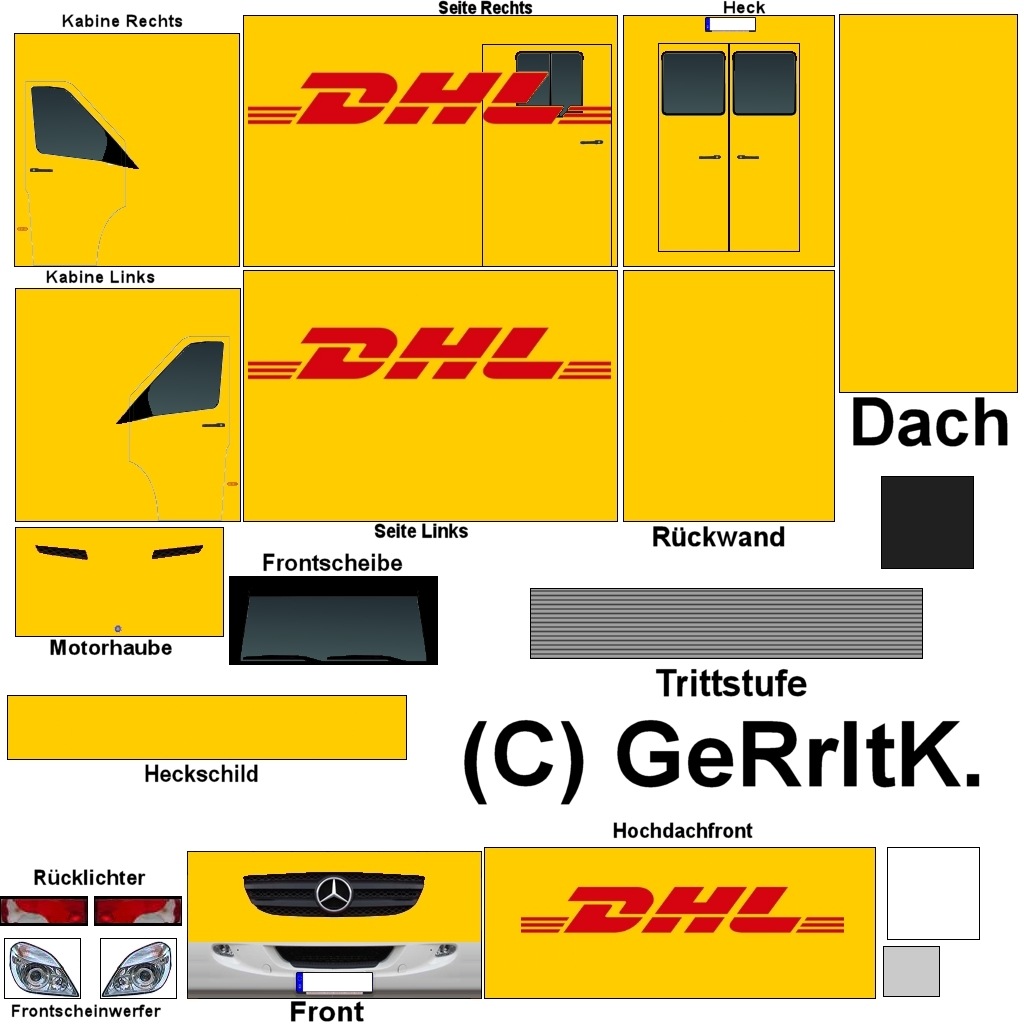 Kabine Rechts
Seite Rechts
Heck
DHL
Kabine Links
DHL
Dach
Seite Links
Rückwand
Frontscheibe
Motorhaube
Trittstufe
(C) GeRrItK.
Heckschild
Hochdachfront
Rücklichter
DHL
Frontscheinwerfer
Front